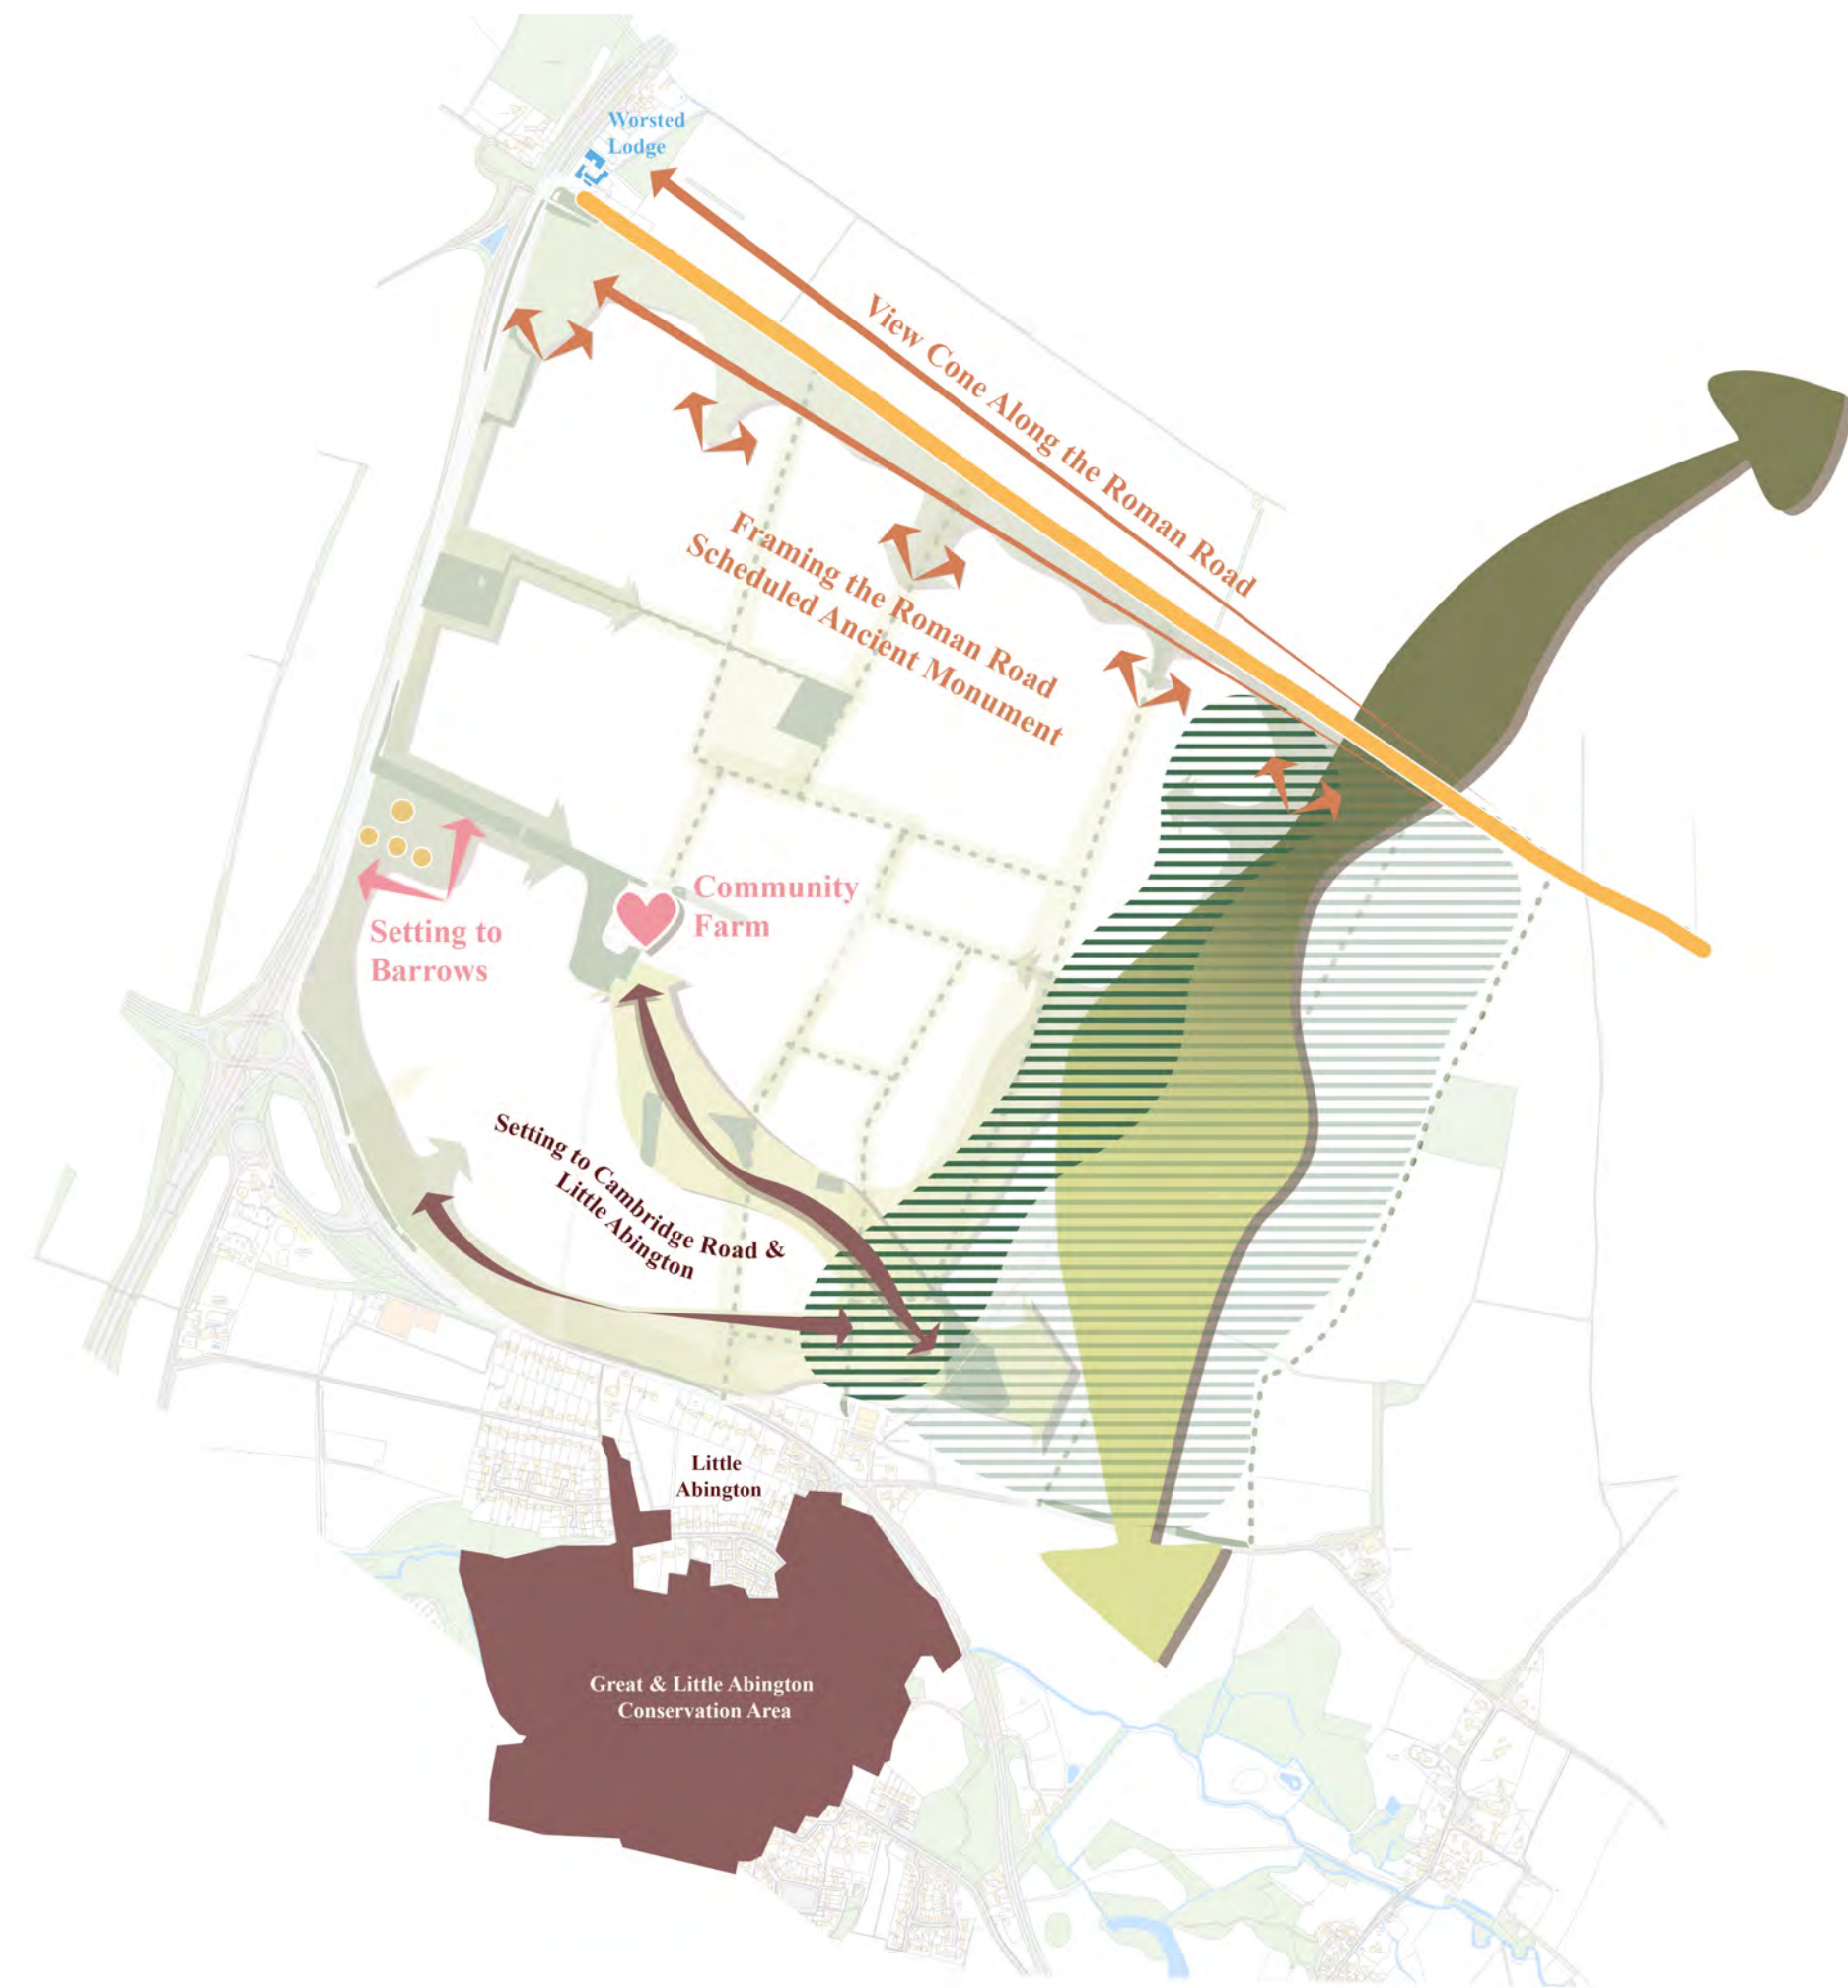 Worsted
Lodge
View Cone Along the Roman Road
Framing the Roman Road
Scheduled Ancient Monument
Community
Farm
Setting to
Barrows
Setting to Cambridge Road &
Little Abington
Little
Abington
Great & Little Abington
Conservation Area